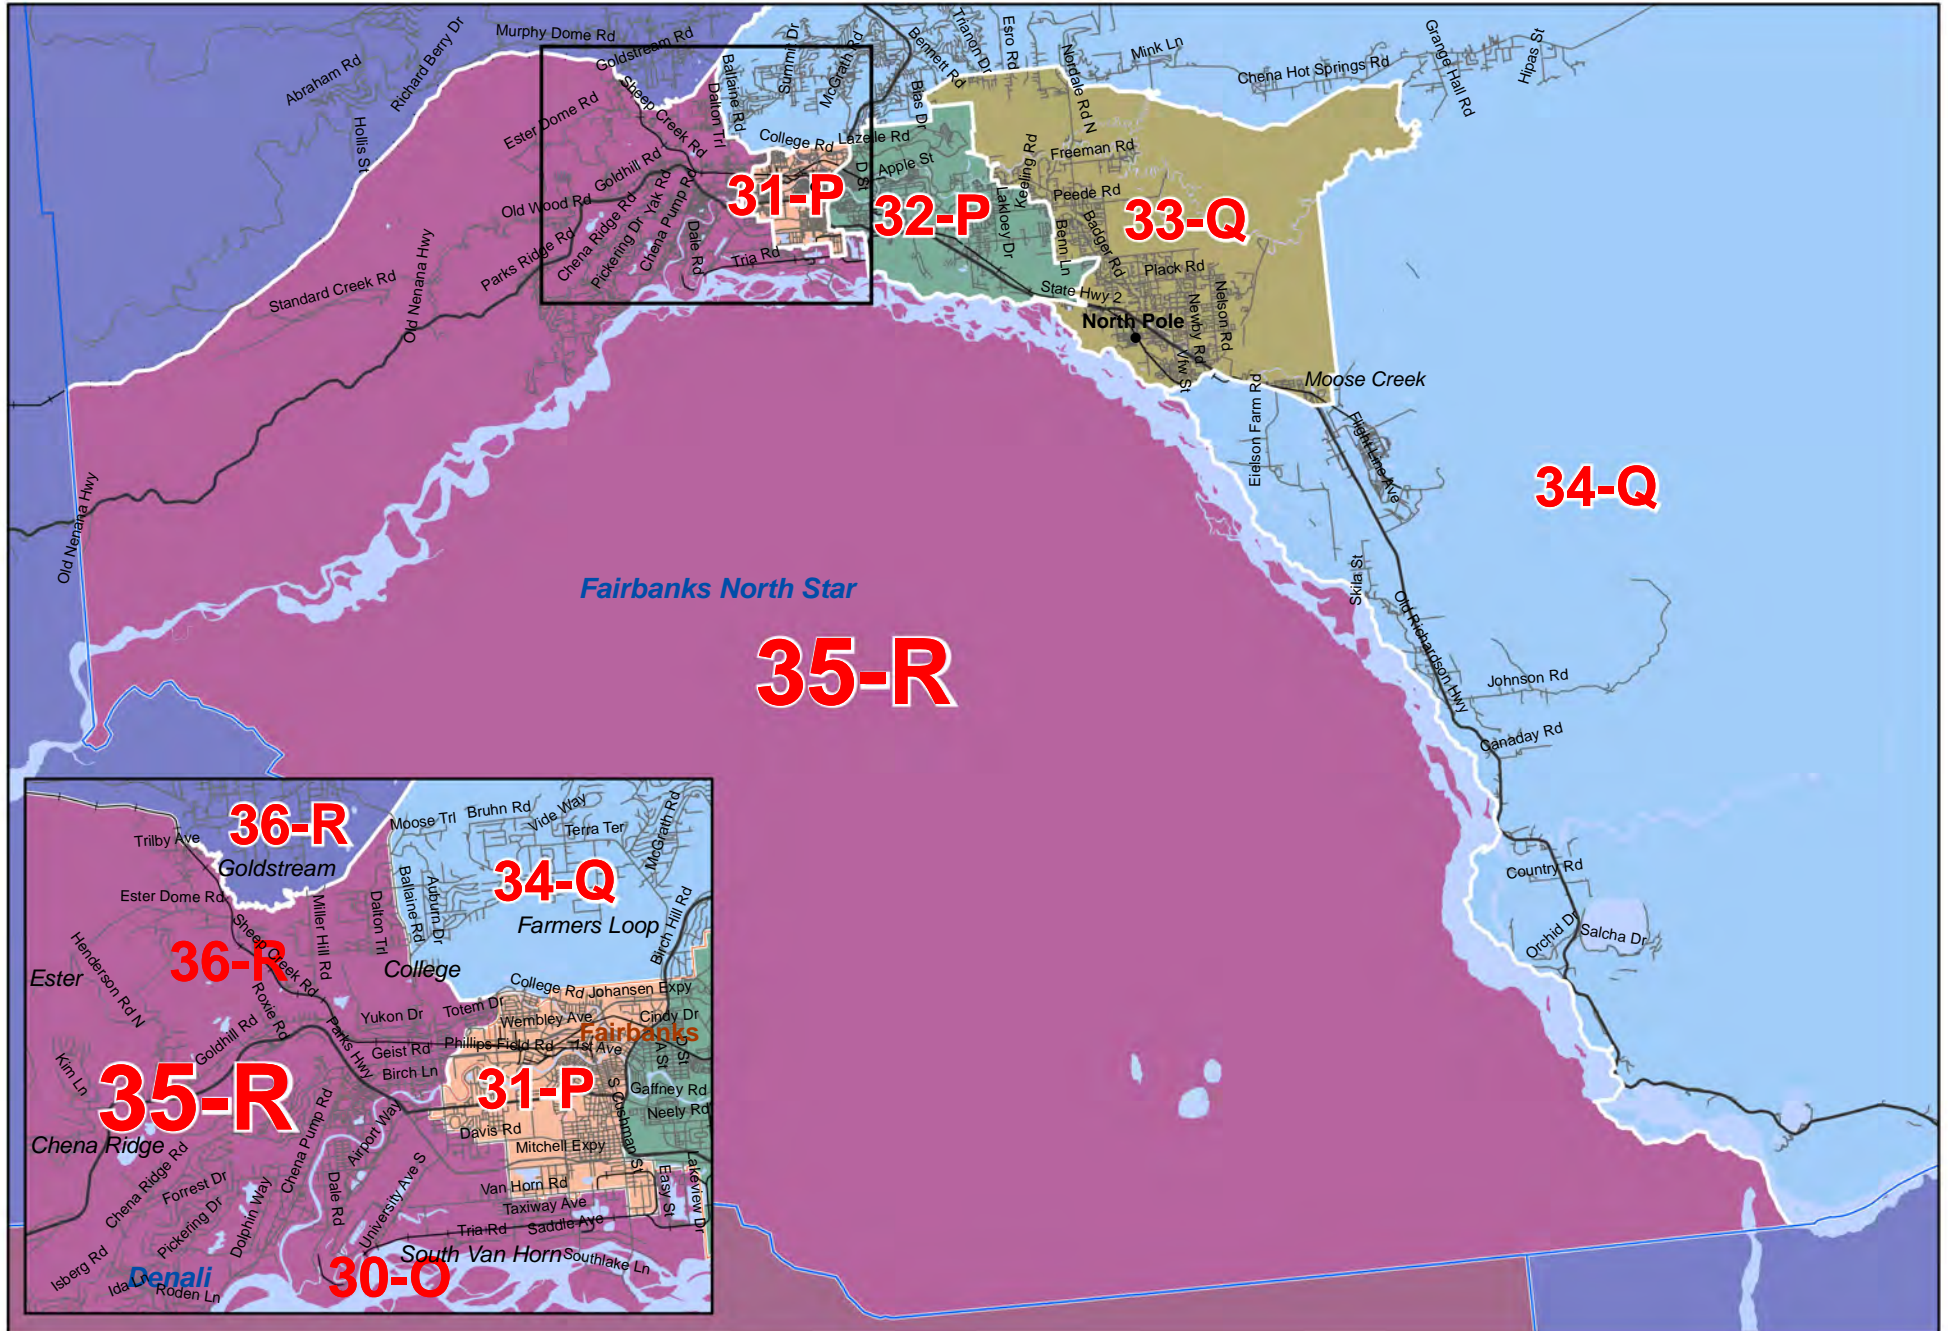 Murphy Dome Rd
Goldstream Rd
Abraham Rd
Richard Berry Dr
Hollis St
Ballaine Rd
Summit Dr
McGrath Rd
Bennett Rd
Trianon Dr
Esro Rd
Nordale Rd N
Mink Ln
Chena Hot Springs Rd
Grange Hall Rd
Hipas St
Sheep Creek Rd
Dalton Trl
Bias Dr
Ester Dome Rd
College Rd
Lazelle Rd
Goldhill Rd
D St
Apple St
Keeling Rd
Freeman Rd
31-P
32-P
33-Q
Old Wood Rd
Yak Rd
Chena Ridge Rd
Pickering Dr
Chena Pump Rd
Dale Rd
Tria Rd
Lakloey Dr
Peede Rd
Benn Ln
Badger Rd
Plack Rd
Parks Ridge Rd
Standard Creek Rd
Old Nenana Hwy
State Hwy 2
Newby Rd
Nelson Rd
North Pole
Vfw St
Moose Creek
Eielson Farm Rd
Flight Line Ave
34-Q
Old Nenana Hwy
Fairbanks North Star
35-R
Skila St
Old Richardson Hwy
Johnson Rd
Canaday Rd
Country Rd
Orchid Dr
Salcha Dr
36-R
Goldstream
Trilby Ave
Moose Trl
Bruhn Rd
Vide Way
Terra Ter
McGrath Rd
34-Q
Farmers Loop
Ester Dome Rd
Miller Hill Rd
Dalton Trl
Ballaine Rd
Auburn Dr
Birch Hill Rd
Henderson Rd N
Sheep Creek Rd
36-R
Ester
College
College Rd
Johansen Expy
Roxie Rd
Yukon Dr
Totem Dr
Wembley Ave
Cindy Dr
Fairbanks
Goldhill Rd
Parks Hwy
Geist Rd
Phillips Field Rd
1st Ave
A St
C St
Kim Ln
Birch Ln
35-R
31-P
S Cushman St
Gaffney Rd
Neely Rd
Davis Rd
Mitchell Expy
Chena Ridge
Chena Ridge Rd
Chena Pump Rd
Airport Way
Forrest Dr
Pickering Dr
Dolphin Way
Dale Rd
University Ave S
Van Horn Rd
Taxiway Ave
Easy St
Lakeview Dr
Tria Rd
Saddle Ave
South Van Horn
Southlake Ln
Isberg Rd
Ida Ln
Denali
Roden Ln
30-O